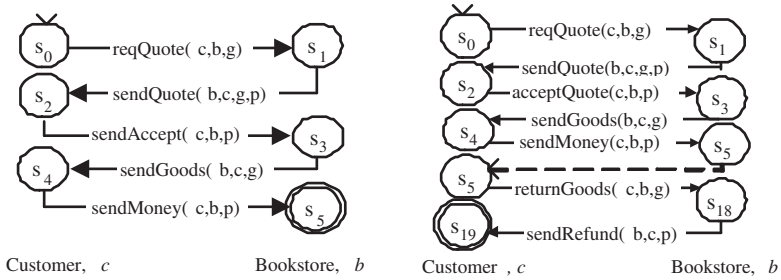 s0 reqQuote( c,b,g) s1
s2 sendQuote( b,c,g,p)
sendAccept( c,b,p) s3
s4 sendGoods( b,c,g)
sendMoney( c,b,p) s5
Customer, c Bookstore, b
s0 reqQuote(c,b,g) s1
sendQuote(b,c,g,p)
s2 acceptQuote(c,b,p) s3
sendGoods(b,c,g)
s4 sendMoney(c,b,p) s5
s5 returnGoods( c,b,g) s18
s19 sendRefund( b,c,p)
Customer , c Bookstore, b